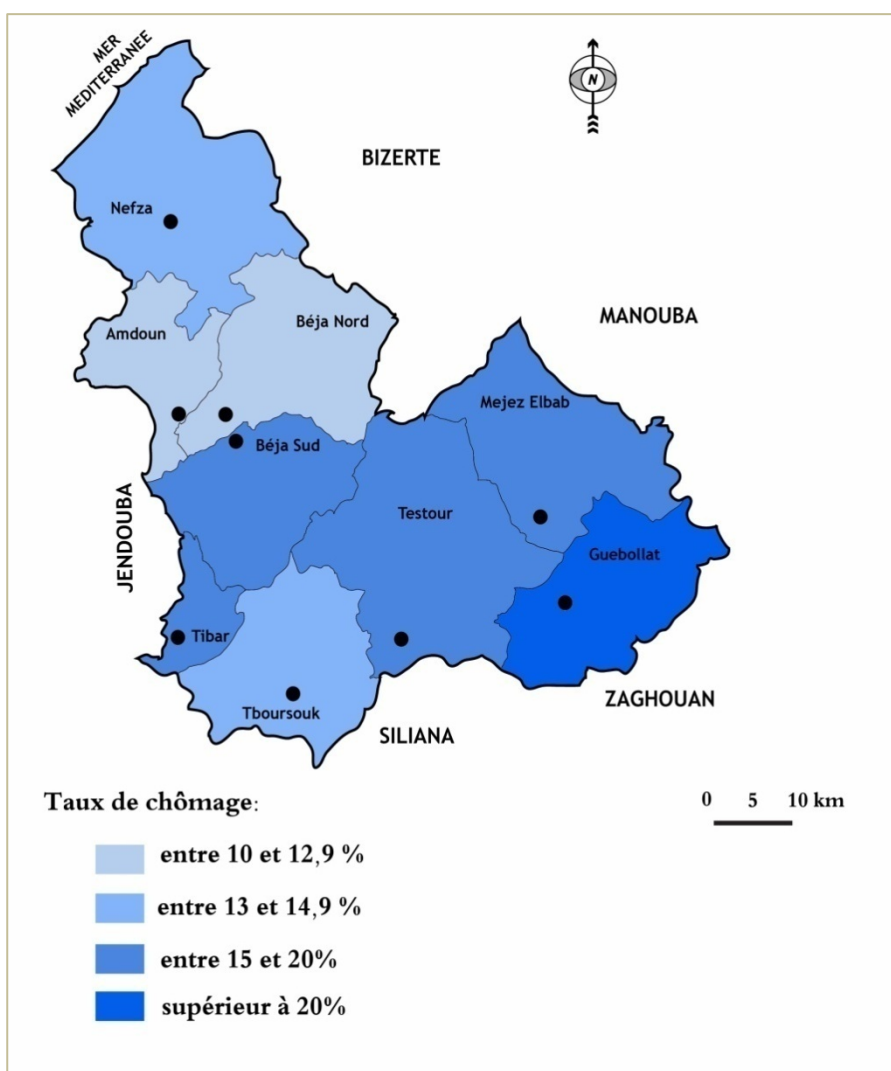 MER
MEDITERRANEE
N
BIZERTE
Nefza
MANOUBA
Béja Nord
Amdoun
Mejez Elbab
Béja Sud
Testour
JENDOUBA
Guebollat
Tibar
ZAGHOUAN
Tboursouk
SILIANA
Taux de chômage:
0 5 10 km
entre 10 et 12,9 %
entre 13 et 14,9 %
entre 15 et 20%
supérieur à 20%